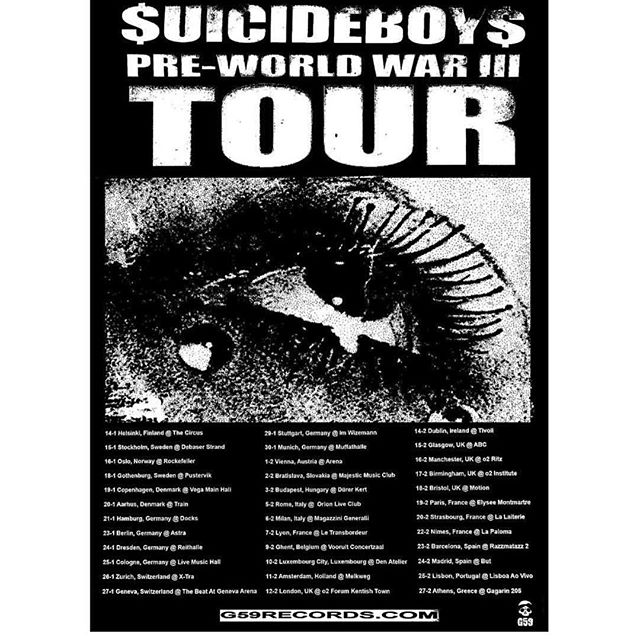 $UICIDEBOY$
PRE-WORLD WAR III
TOUR
14-1 Helsinki, Finland @ The Circus
15-1 Stockholm, Sweden @ Debaser Strand
16-1 Oslo, Norway @ Rockefeller
18-1 Gothenburg, Sweden @ Pustervik
19-1 Copenhagen, Denmark @ Vega Main Hall
20-1 Aarhus, Denmark @ Train
21-1 Hamburg, Germany @ Docks
23-1 Berlin, Germany @ Astra
24-1 Dresden, Germany @ Reithalle
25-1 Cologne, Germany @ Live Music Hall
26-1 Zurich, Switzerland @ X-Tra
27-1 Geneva, Switzerland @ The Beat At Geneva Arena
29-1 Stuttgart, Germany @ Im Wizemann
30-1 Munich, Germany @ Muffathalle
1-2 Vienna, Austria @ Arena
2-2 Bratislava, Slovakia @ Majestic Music Club
3-2 Budapest, Hungary @ Dürer Kert
5-2 Rome, Italy @ Orion Live Club
6-2 Milan, Italy @ Magazzini Generalli
7-2 Lyon, France @ Le Transbordeur
9-2 Ghent, Belgium @ Vooruit Concertzaal
10-2 Luxembourg City, Luxembourg @ Den Atelier
11-2 Amsterdam, Holland @ Melkweg
12-2 London, UK @ o2 Forum Kentish Town
14-2 Dublin, Ireland @ Tivoli
15-2 Glasgow, UK @ ABC
16-2 Manchester, UK @ o2 Ritz
17-2 Birmingham, UK @ o2 Institute
18-2 Bristol, UK @ Motion
19-2 Paris, France @ Elysee Montmartre
20-2 Strasbourg, France @ La Laiterie
22-2 Nimes, France @ La Paloma
23-2 Barcelona, Spain @ Razzmatazz 2
24-2 Madrid, Spain @ But
25-2 Lisbon, Portugal @ Lisboa Ao Vivo
27-2 Athens, Greece @ Gagarin 205
G59RECORDS.COM
G59